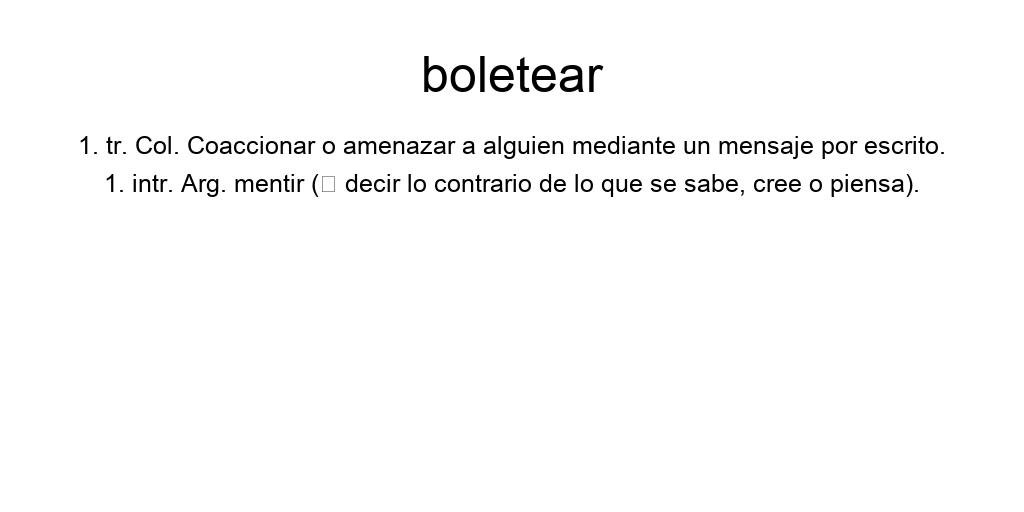 boletear
1. tr. Col. Coaccionar o amenazar a alguien mediante un mensaje por escrito.
1. intr. Arg. mentir (□ decir lo contrario de lo que se sabe, cree o piensa).